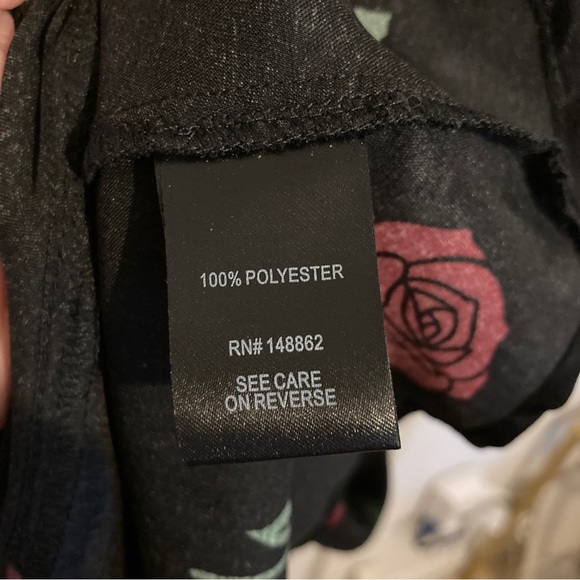 100% POLYESTER
RN# 148862
SEE CARE
ON REVERSE